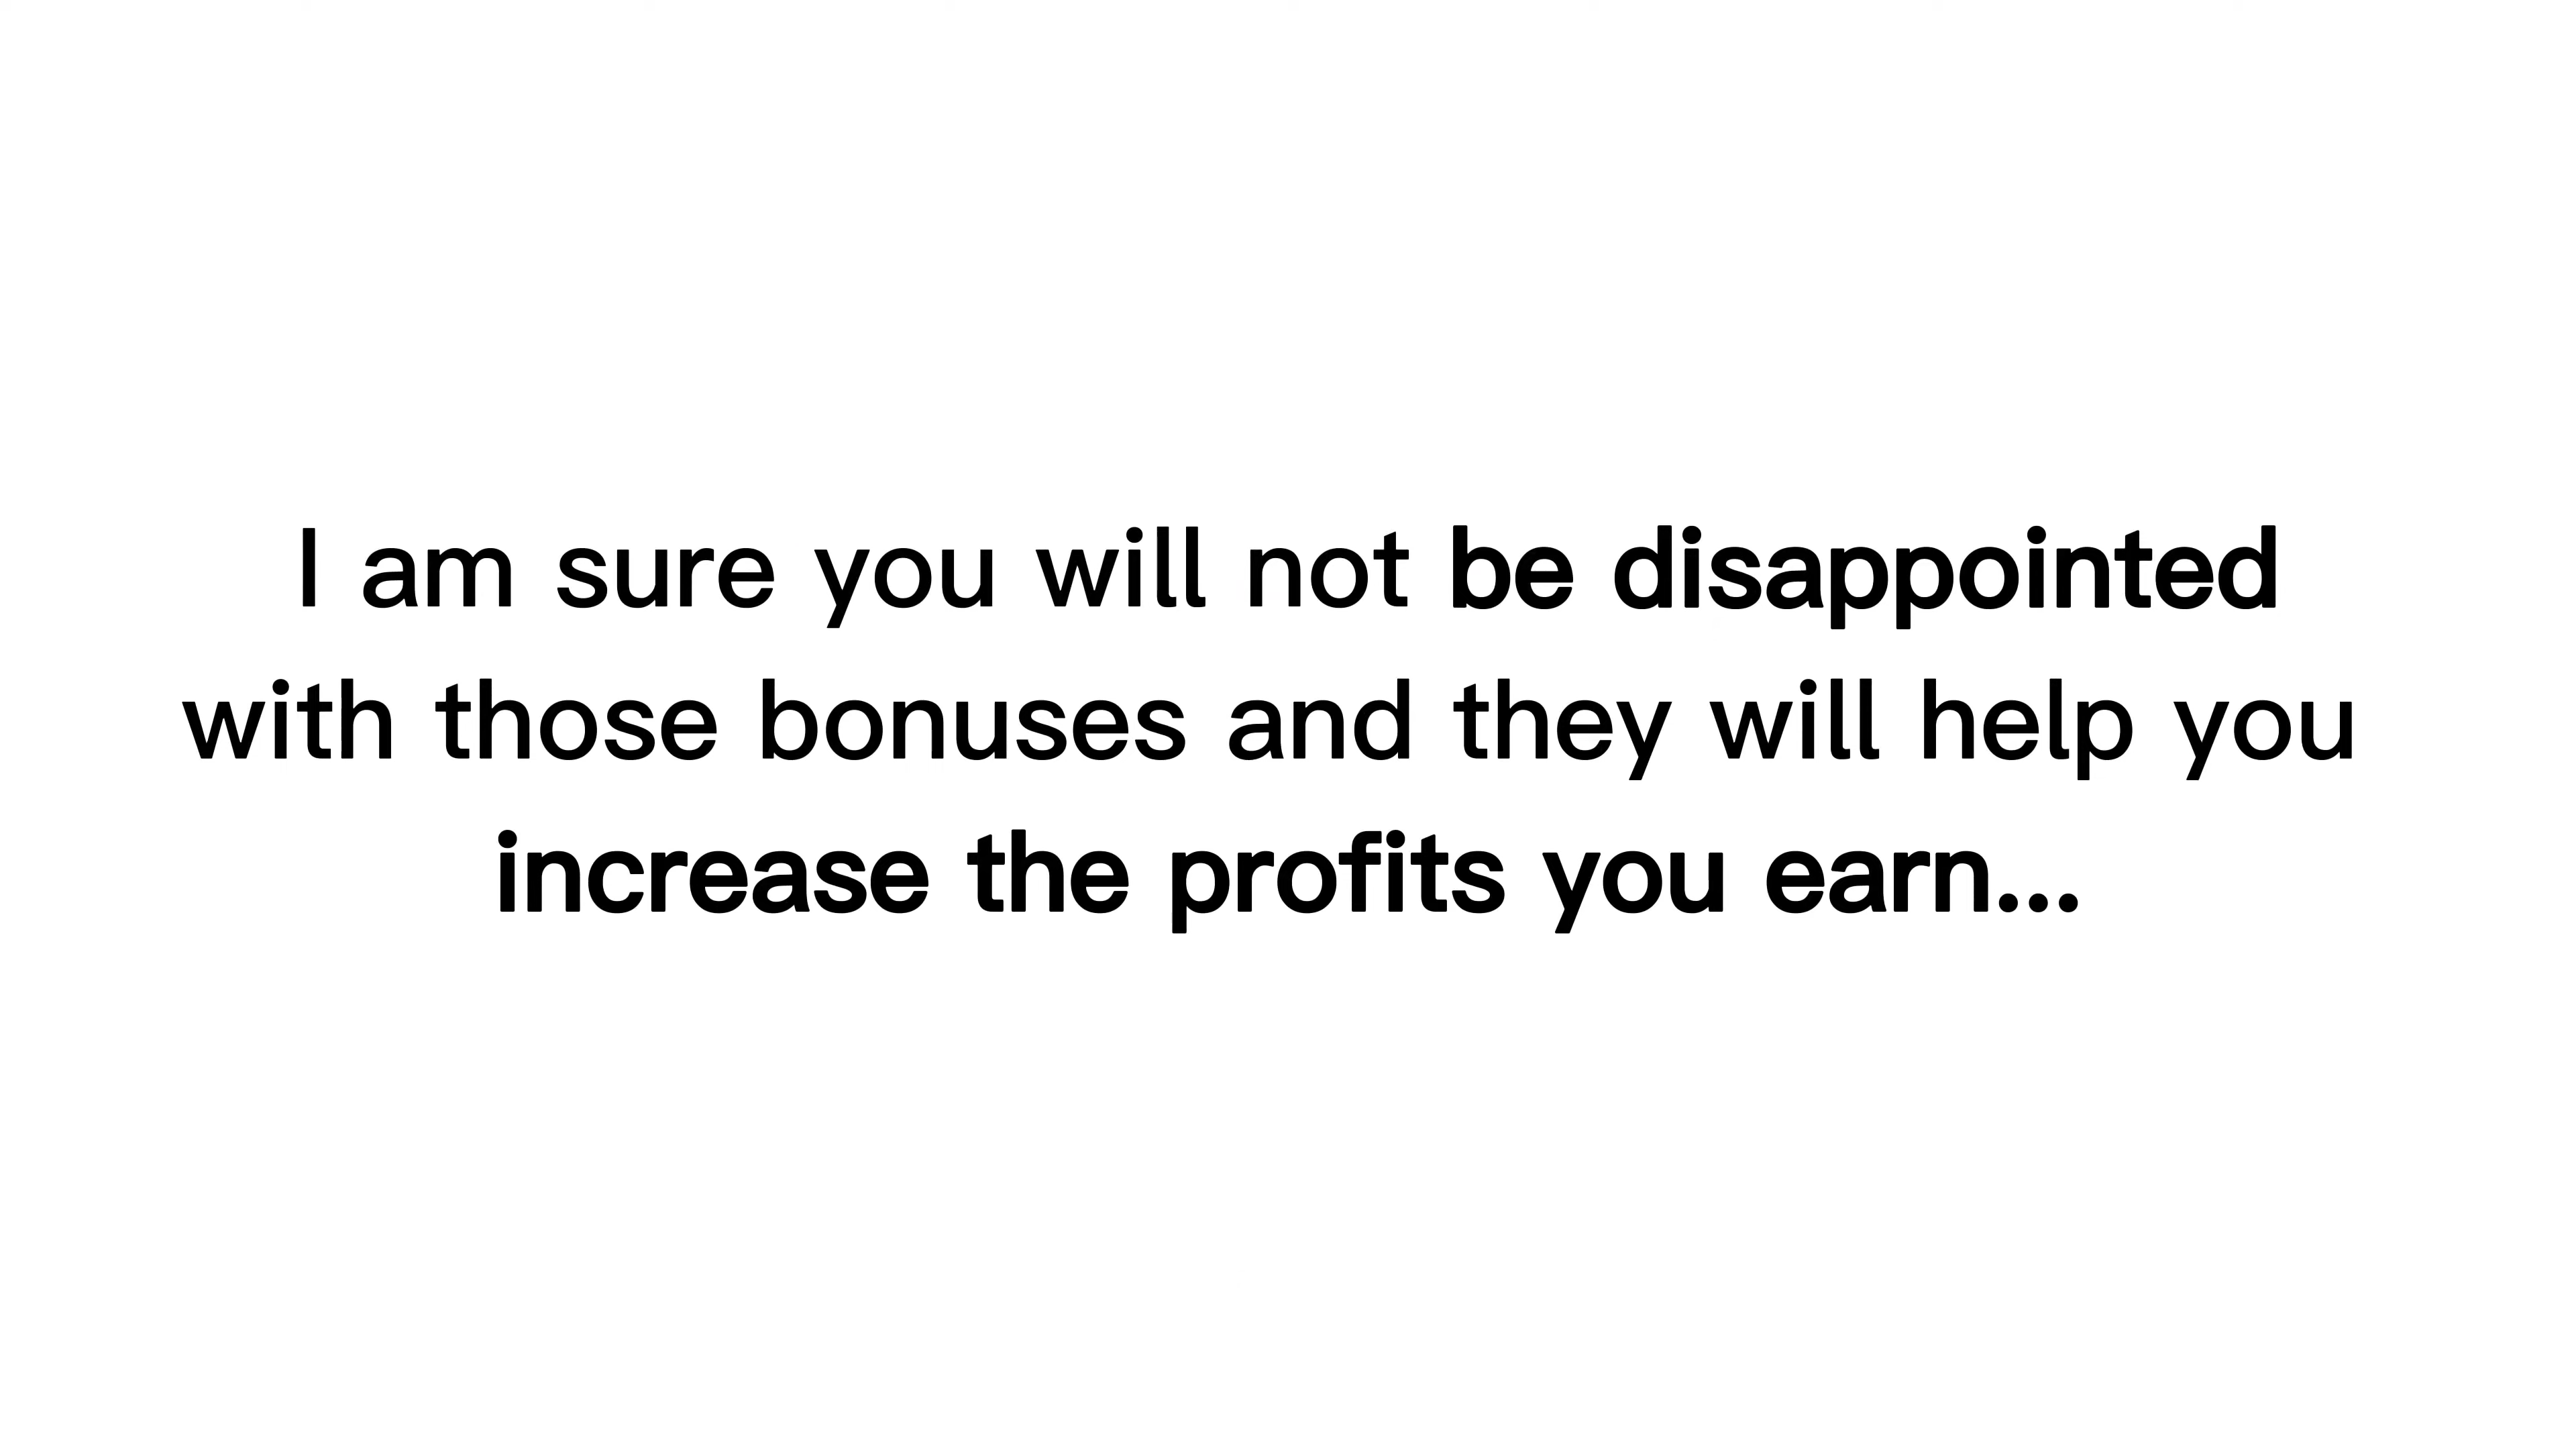 I am sure you will not be disappointed
with those bonuses and they will help you
increase the profits you earn...